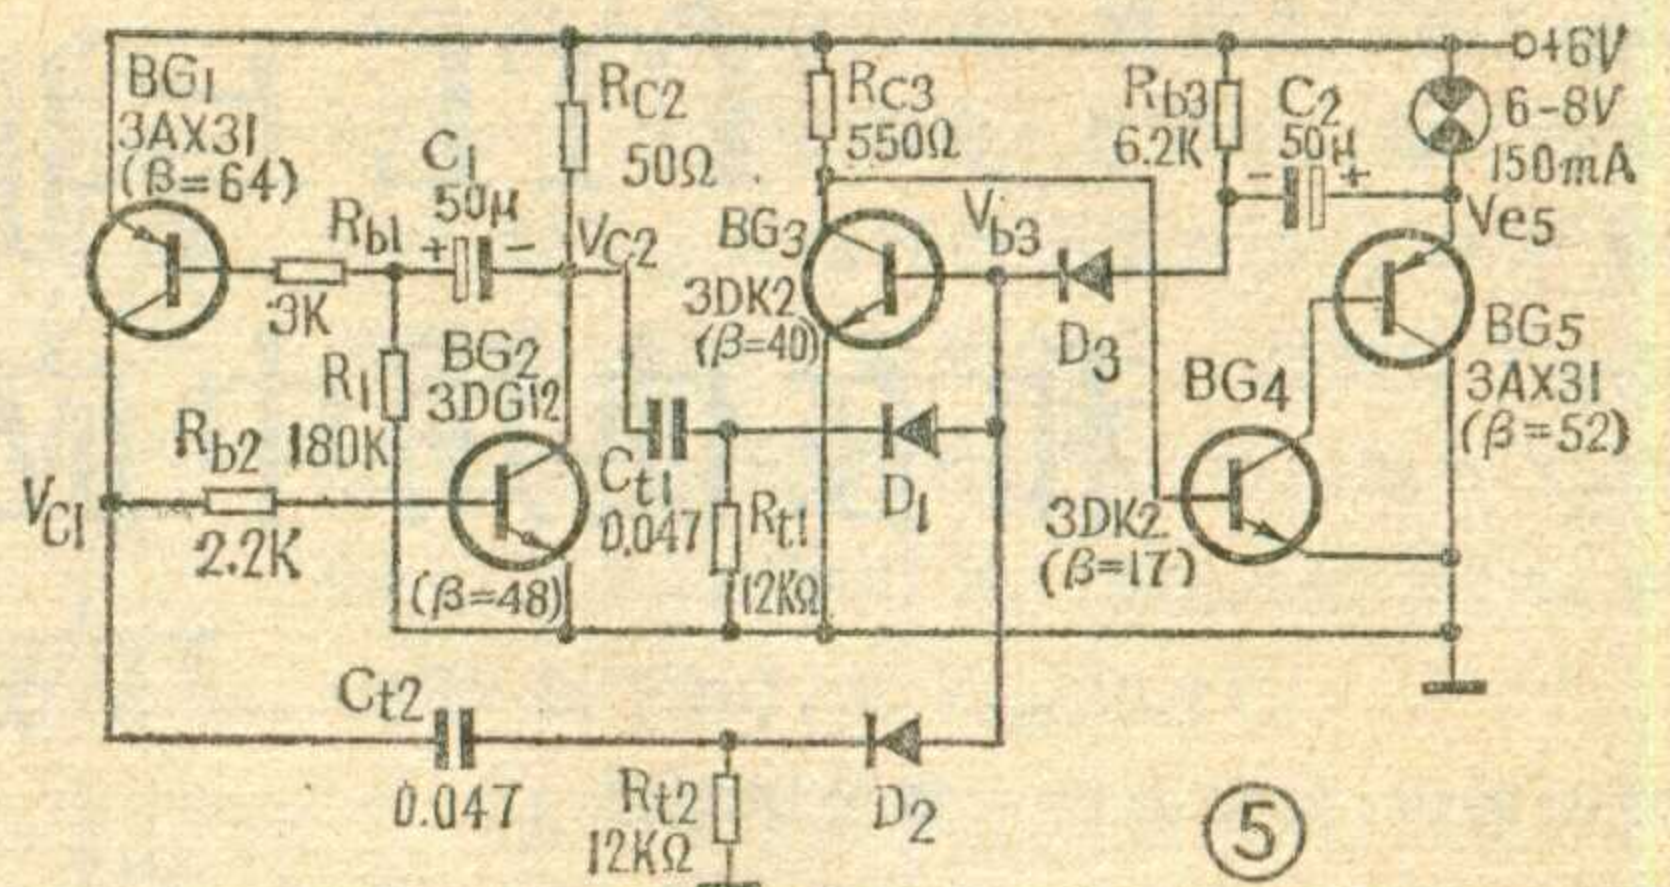 BG1
3AX31
(β=64)
Rb1
3K
C1
50μ
+
−
RC2
50Ω
VC2
BG2
3DG12
(β=48)
R1
180K
Rb2
2.2K
VC1
Ct1
0.047
Rt1
12KΩ
D1
RC3
550Ω
BG3
3DK2
(β=40)
Vb3
D3
Rb3
6.2K
C2
50μ
−
+
+6V
6-8V
150mA
Ve5
BG5
3AX31
(β=52)
BG4
3DK2
(β=17)
Ct2
0.047
Rt2
12KΩ
D2
⑤